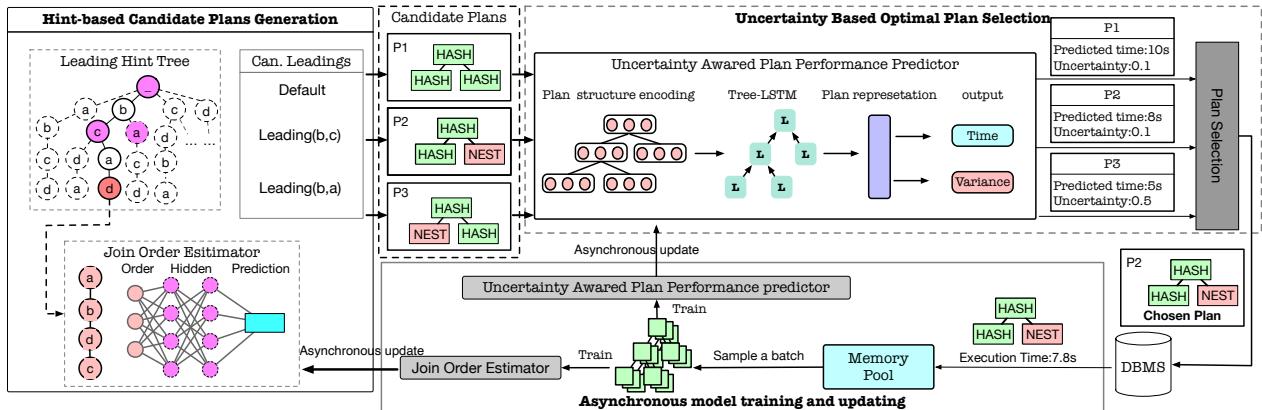 Hint-based Candidate Plans Generation
Leading Hint Tree
_
a
b
c
d
b
c
a
d
... ...
c
d
a
c
b
d
a
d
d
a
Can. Leadings
Default
Leading(b,c)
Leading(b,a)
Join Order Esitimator
Order
Hidden
Prediction
a
b
d
c
Candidate Plans
P1
HASH
HASH
HASH
P2
HASH
HASH
NEST
P3
HASH
NEST
HASH
Uncertainty Based Optimal Plan Selection
Uncertainty Awared Plan Performance Predictor
Plan structure encoding
Tree-LSTM
Plan represetation
output
L
L
L
L
L
Time
Variance
P1
Predicted time:10s
Uncertainty:0.1
P2
Predicted time:8s
Uncertainty:0.1
P3
Predicted time:5s
Uncertainty:0.5
Plan Selection
P2
HASH
HASH
NEST
Chosen Plan
Asynchronous update
Uncertainty Awared Plan Performance predictor
Train
HASH
HASH
NEST
Execution Time:7.8s
DBMS
Memory
Pool
Sample a batch
Train
Join Order Estimator
Asynchronous update
Asynchronous model training and updating